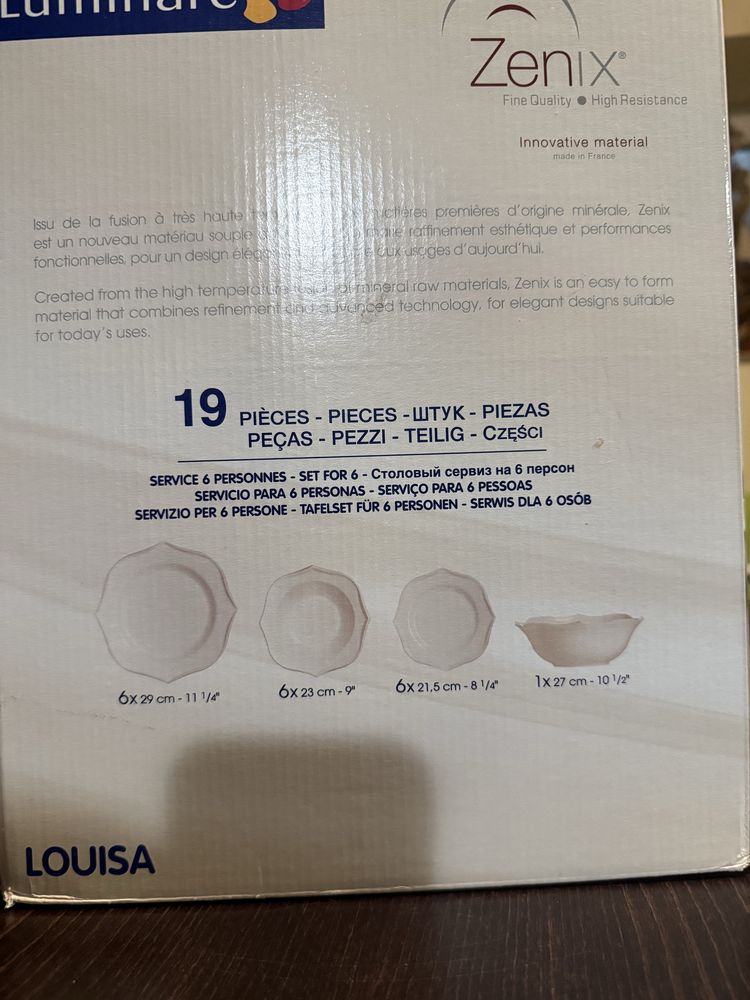 Luminarc
Zenix®
Fine Quality ● High Resistance
Innovative material
made in France
Issu de la fusion à très haute premières d'origine minérale, Zenix
est un nouveau matériau souple raffinement esthétique et performances
fonctionnelles, pour un design aux usages d'aujourd'hui.
Created from the high temperature fusion of mineral raw materials, Zenix is an easy to form
material that combines refinement and advanced technology, for elegant designs suitable
for today's uses.
19 PIÈCES - PIECES - ШТУК - PIEZAS
PEÇAS - PEZZI - TEILIG - CZĘŚCI
SERVICE 6 PERSONNES - SET FOR 6 - Столовый сервиз на 6 персон
SERVICIO PARA 6 PERSONAS - SERVIÇO PARA 6 PESSOAS
SERVIZIO PER 6 PERSONE - TAFELSET FÜR 6 PERSONEN - SERWIS DLA 6 OSÓB
6x 29 cm - 11 1/4"
6x 23 cm - 9"
6x 21,5 cm - 8 1/4"
1x 27 cm - 10 1/2"
LOUISA